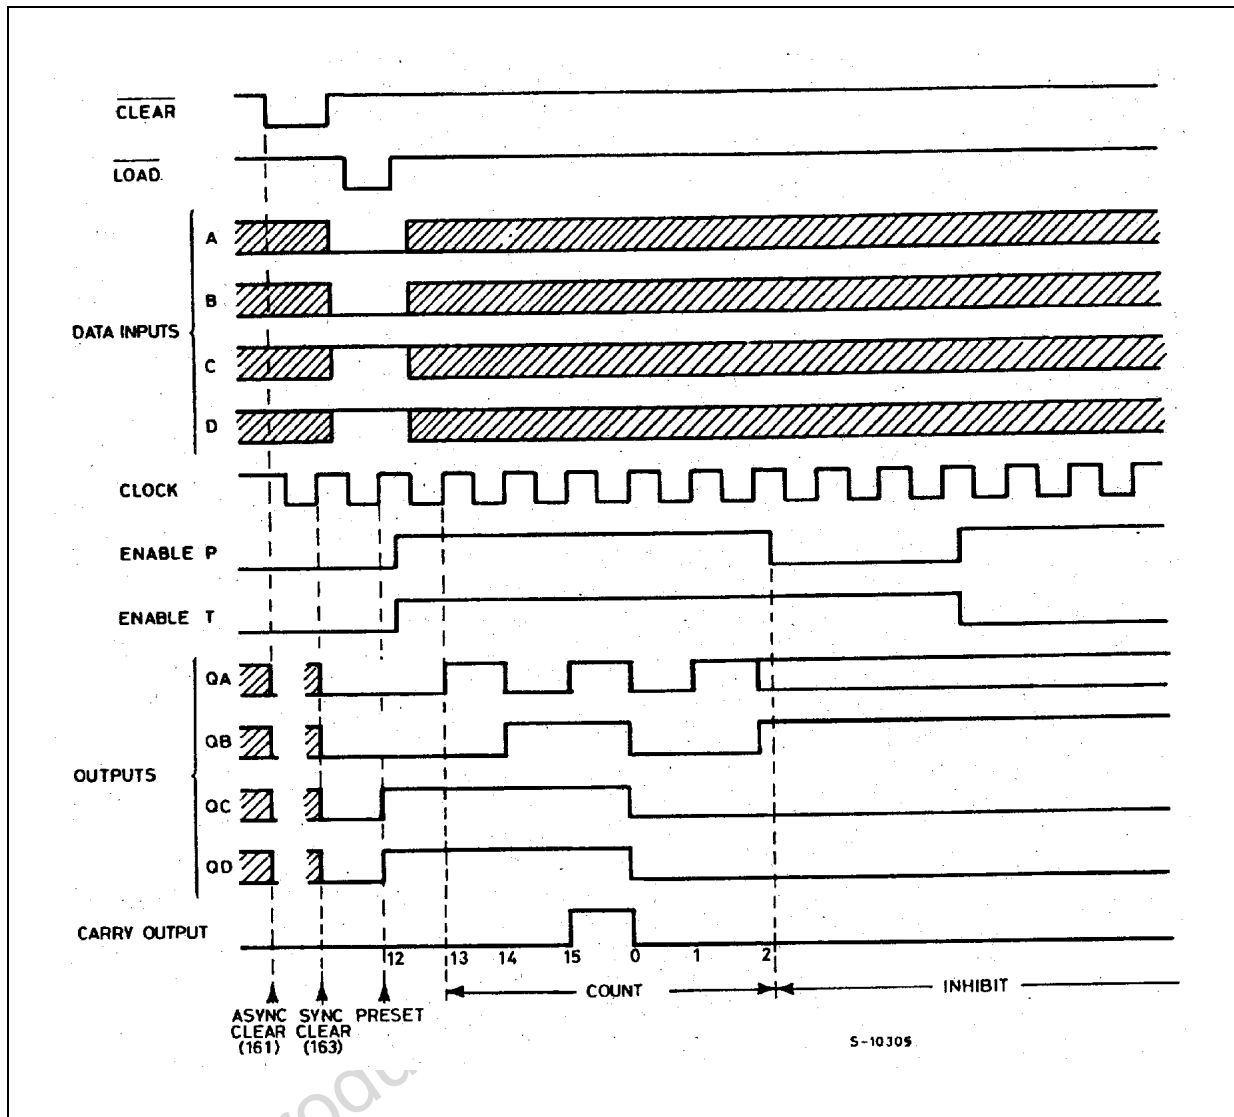 CLEAR
LOAD.
DATA INPUTS
A
B
C
D
CLOCK
ENABLE P
ENABLE T
OUTPUTS
QA
QB
QC
QD
CARRY OUTPUT
12 13 14 15 0 1 2
COUNT
INHIBIT
ASYNC CLEAR (161)
SYNC CLEAR (163)
PRESET
S-10305